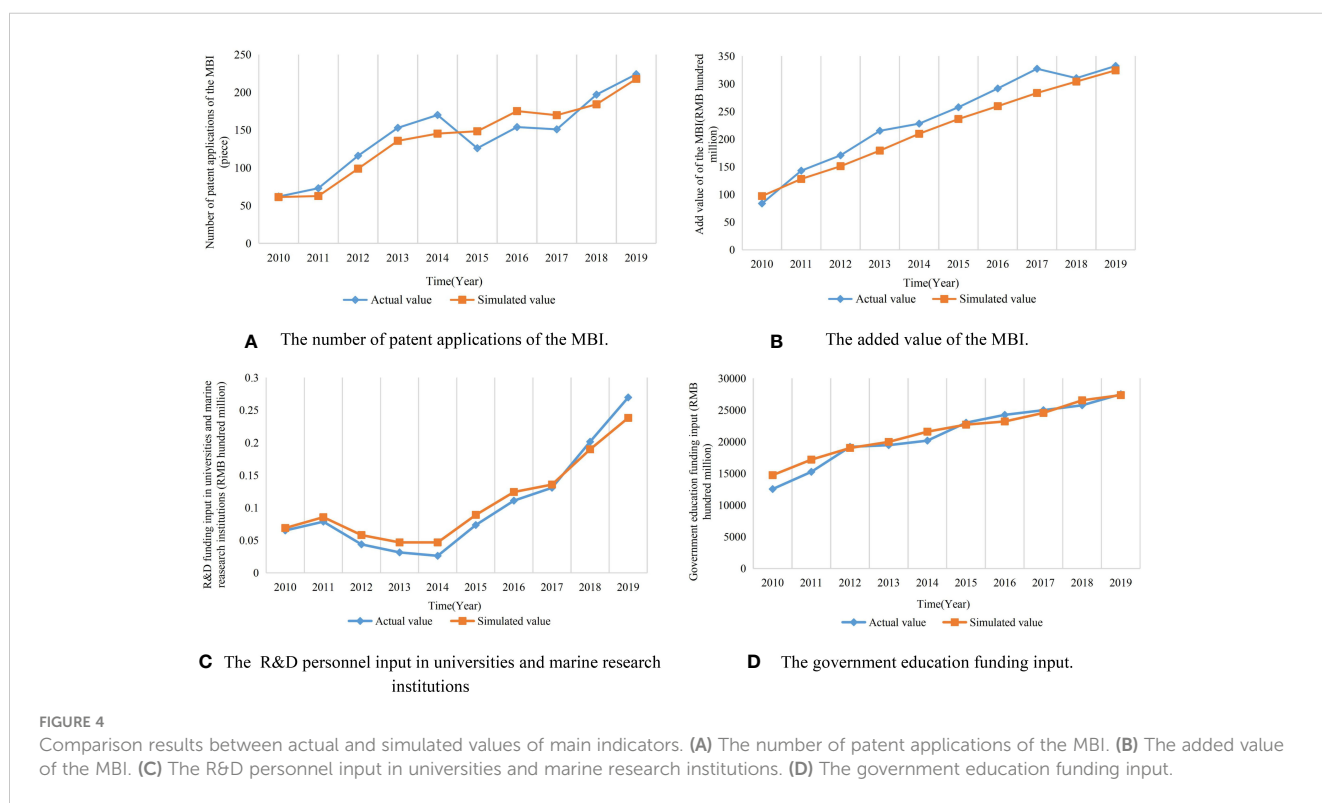 250
200
150
100
50
0
Number of patent applications of the MBI
(piece)
2010 2011 2012 2013 2014 2015 2016 2017 2018 2019
Time(Year)
Actual value Simulated value
A The number of patent applications of the MBI.
350
300
250
200
150
100
50
0
Add value of of the MBI(RMB hundred
million)
2010 2011 2012 2013 2014 2015 2016 2017 2018 2019
Time(Year)
Actual value Simulated value
B The added value of the MBI.
0.3
0.25
0.2
0.15
0.1
0.05
0
R&D funding input in universities and marine
reasearch institutions (RMB hundred million)
2010 2011 2012 2013 2014 2015 2016 2017 2018 2019
Time(Year)
Actual value Simulated value
C The R&D personnel input in universities and marine research
institutions
30000
25000
20000
15000
10000
5000
0
Government education funding input (RMB
hundred million)
2010 2011 2012 2013 2014 2015 2016 2017 2018 2019
Time(Year)
Actual value Simulated value
D The government education funding input.
FIGURE 4
Comparison results between actual and simulated values of main indicators. (A) The number of patent applications of the MBI. (B) The added value
of the MBI. (C) The R&D personnel input in universities and marine research institutions. (D) The government education funding input.